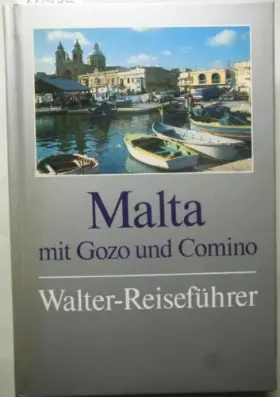 Malta
mit Gozo und Comino
Walter-Reiseführer